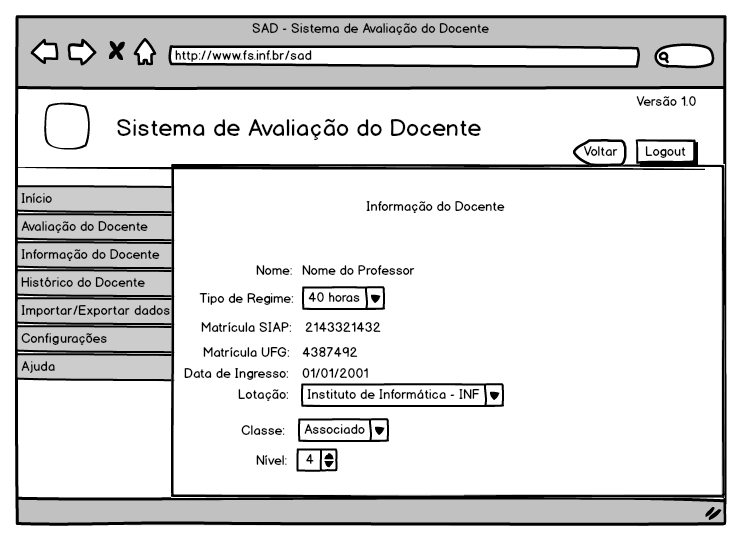 SAD - Sistema de Avaliação do Docente
http://www.fs.inf.br/sad
Versão 1.0
Sistema de Avaliação do Docente
Voltar
Logout
Início
Avaliação do Docente
Informação do Docente
Histórico do Docente
Importar/Exportar dados
Configurações
Ajuda
Informação do Docente
Nome: Nome do Professor
Tipo de Regime: 40 horas
Matrícula SIAP: 2143321432
Matrícula UFG: 4387492
Data de Ingresso: 01/01/2001
Lotação: Instituto de Informática - INF
Classe: Associado
Nível: 4